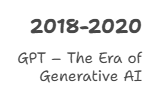 2018-2020
GPT – The Era of
Generative AI